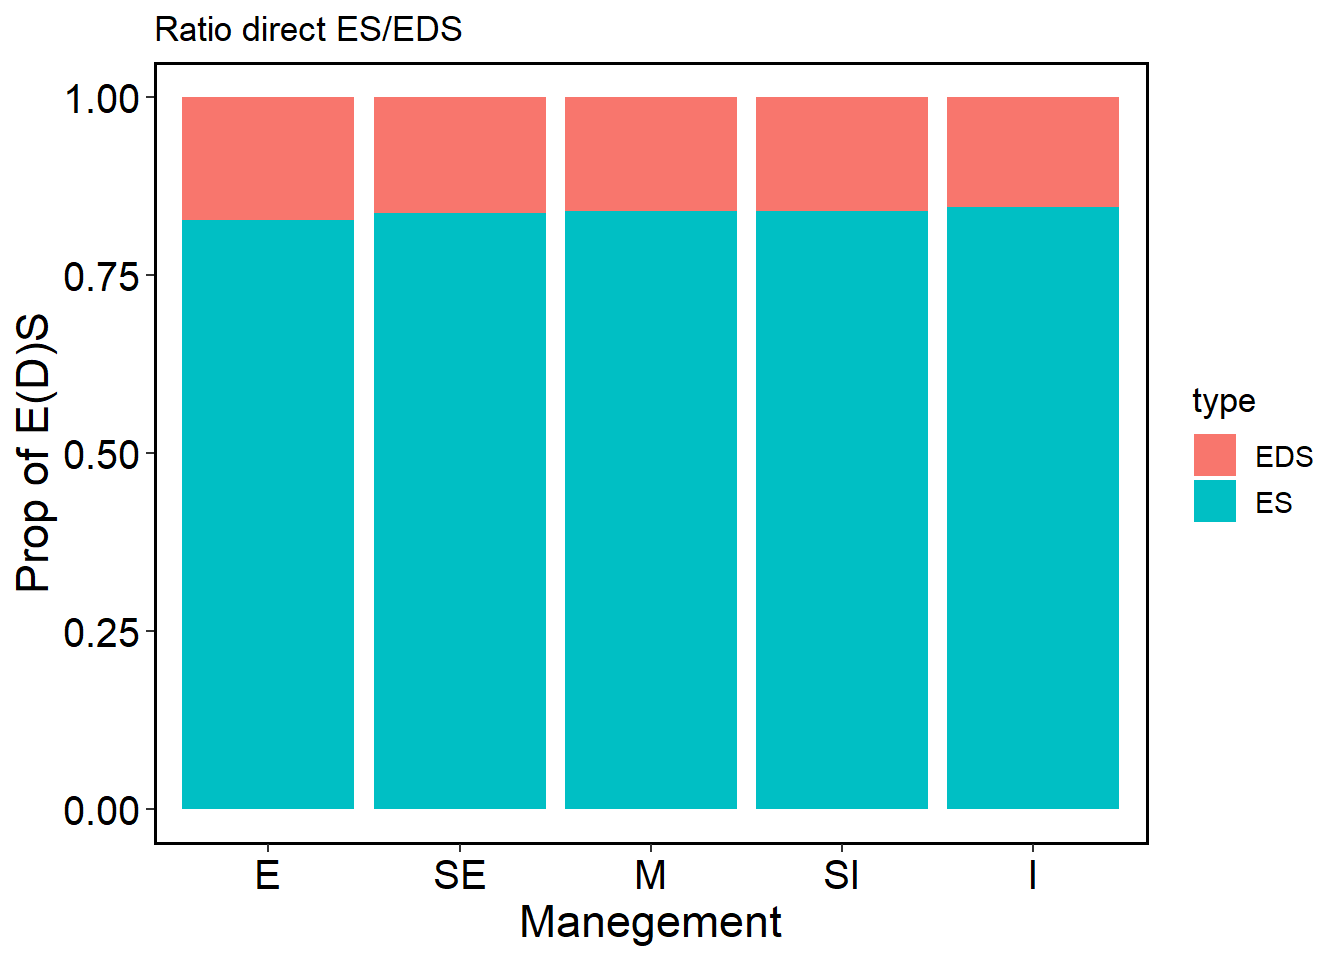 Ratio direct ES/EDS
1.00
0.75
0.50
0.25
0.00
Prop of E(D)S
E SE M SI I
Manegement
type
EDS
ES